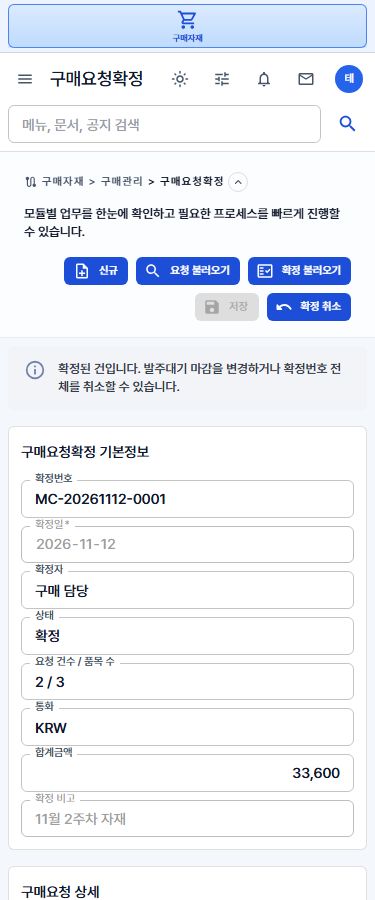 구매자재
구매요청확정
테
메뉴, 문서, 공지 검색
구매자재 > 구매관리 > 구매요청확정
모듈별 업무를 한눈에 확인하고 필요한 프로세스를 빠르게 진행할
수 있습니다.
신규
요청 불러오기
확정 불러오기
저장
확정 취소
확정된 건입니다. 발주대기 마감을 변경하거나 확정번호 전
체를 취소할 수 있습니다.
구매요청확정 기본정보
확정번호
MC-20261112-0001
확정일*
2026-11-12
확정자
구매 담당
상태
확정
요청 건수 / 품목 수
2 / 3
통화
KRW
합계금액
33,600
확정 비고
11월 2주차 자재
구매요청 상세